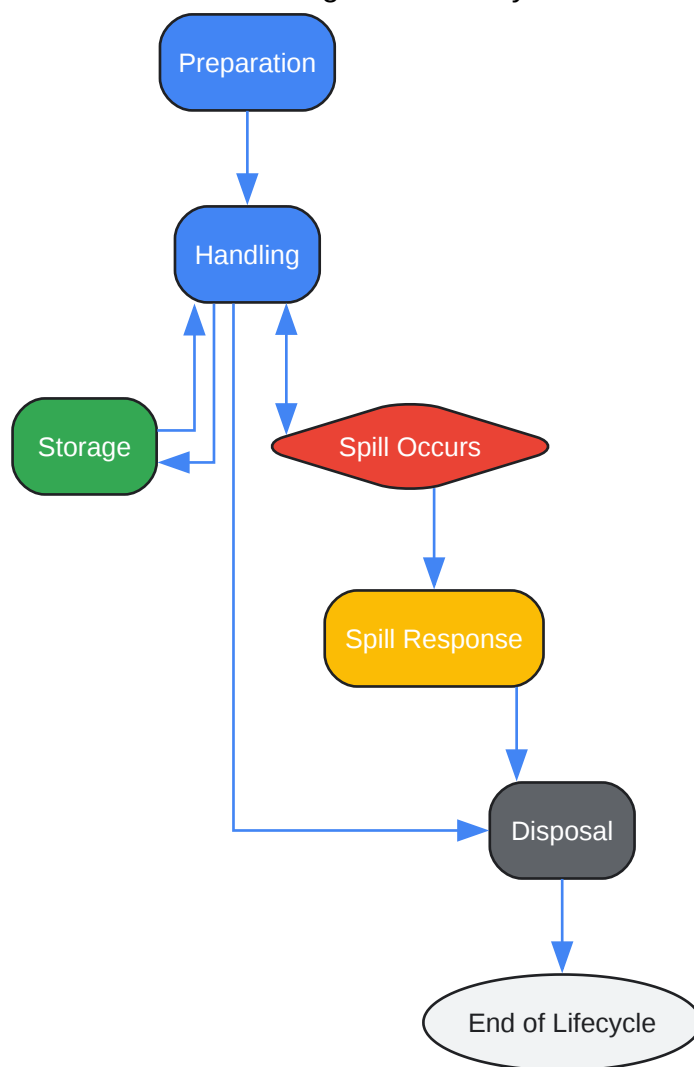 Preparation
Handling
Storage
Spill Occurs
Spill Response
Disposal
End of Lifecycle